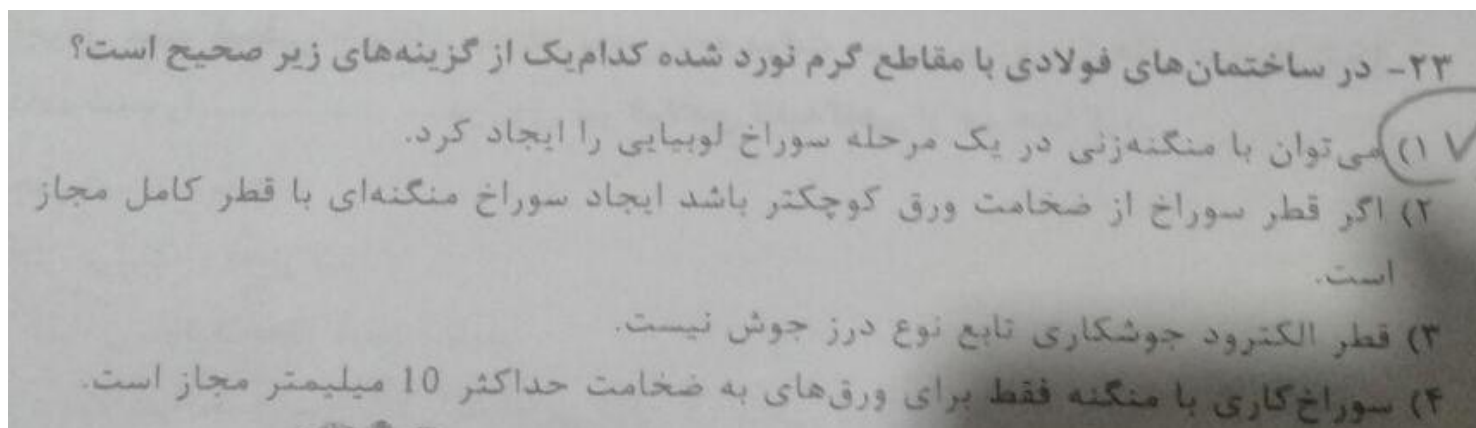 ۲۳- در ساختمان‌های فولادی با مقاطع گرم نورد شده کدام‌یک از گزینه‌های زیر صحیح است؟
۱) می‌توان با منگنه‌زنی در یک مرحله سوراخ لوبیایی را ایجاد کرد.
۲) اگر قطر سوراخ از ضخامت ورق کوچکتر باشد ایجاد سوراخ منگنه‌ای با قطر کامل مجاز
است.
۳) قطر الکترود جوشکاری تابع نوع درز جوش نیست.
۴) سوراخ‌کاری با منگنه فقط برای ورق‌های به ضخامت حداکثر 10 میلیمتر مجاز است.